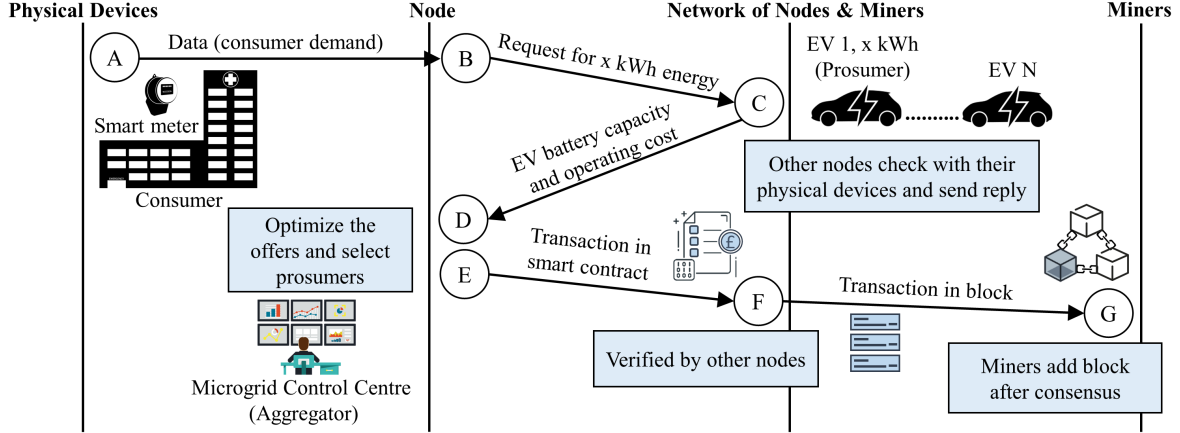 Physical Devices
Node
Network of Nodes & Miners
Miners
A
Data (consumer demand)
B
Request for x kWh energy
C
EV 1, x kWh
(Prosumer)
EV N
Smart meter
Consumer
EV battery capacity
and operating cost
Other nodes check with their
physical devices and send reply
D
Optimize the
offers and select
prosumers
E
Transaction in
smart contract
£
011
010
000
F
Transaction in block
G
Microgrid Control Centre
(Aggregator)
Verified by other nodes
Miners add block
after consensus